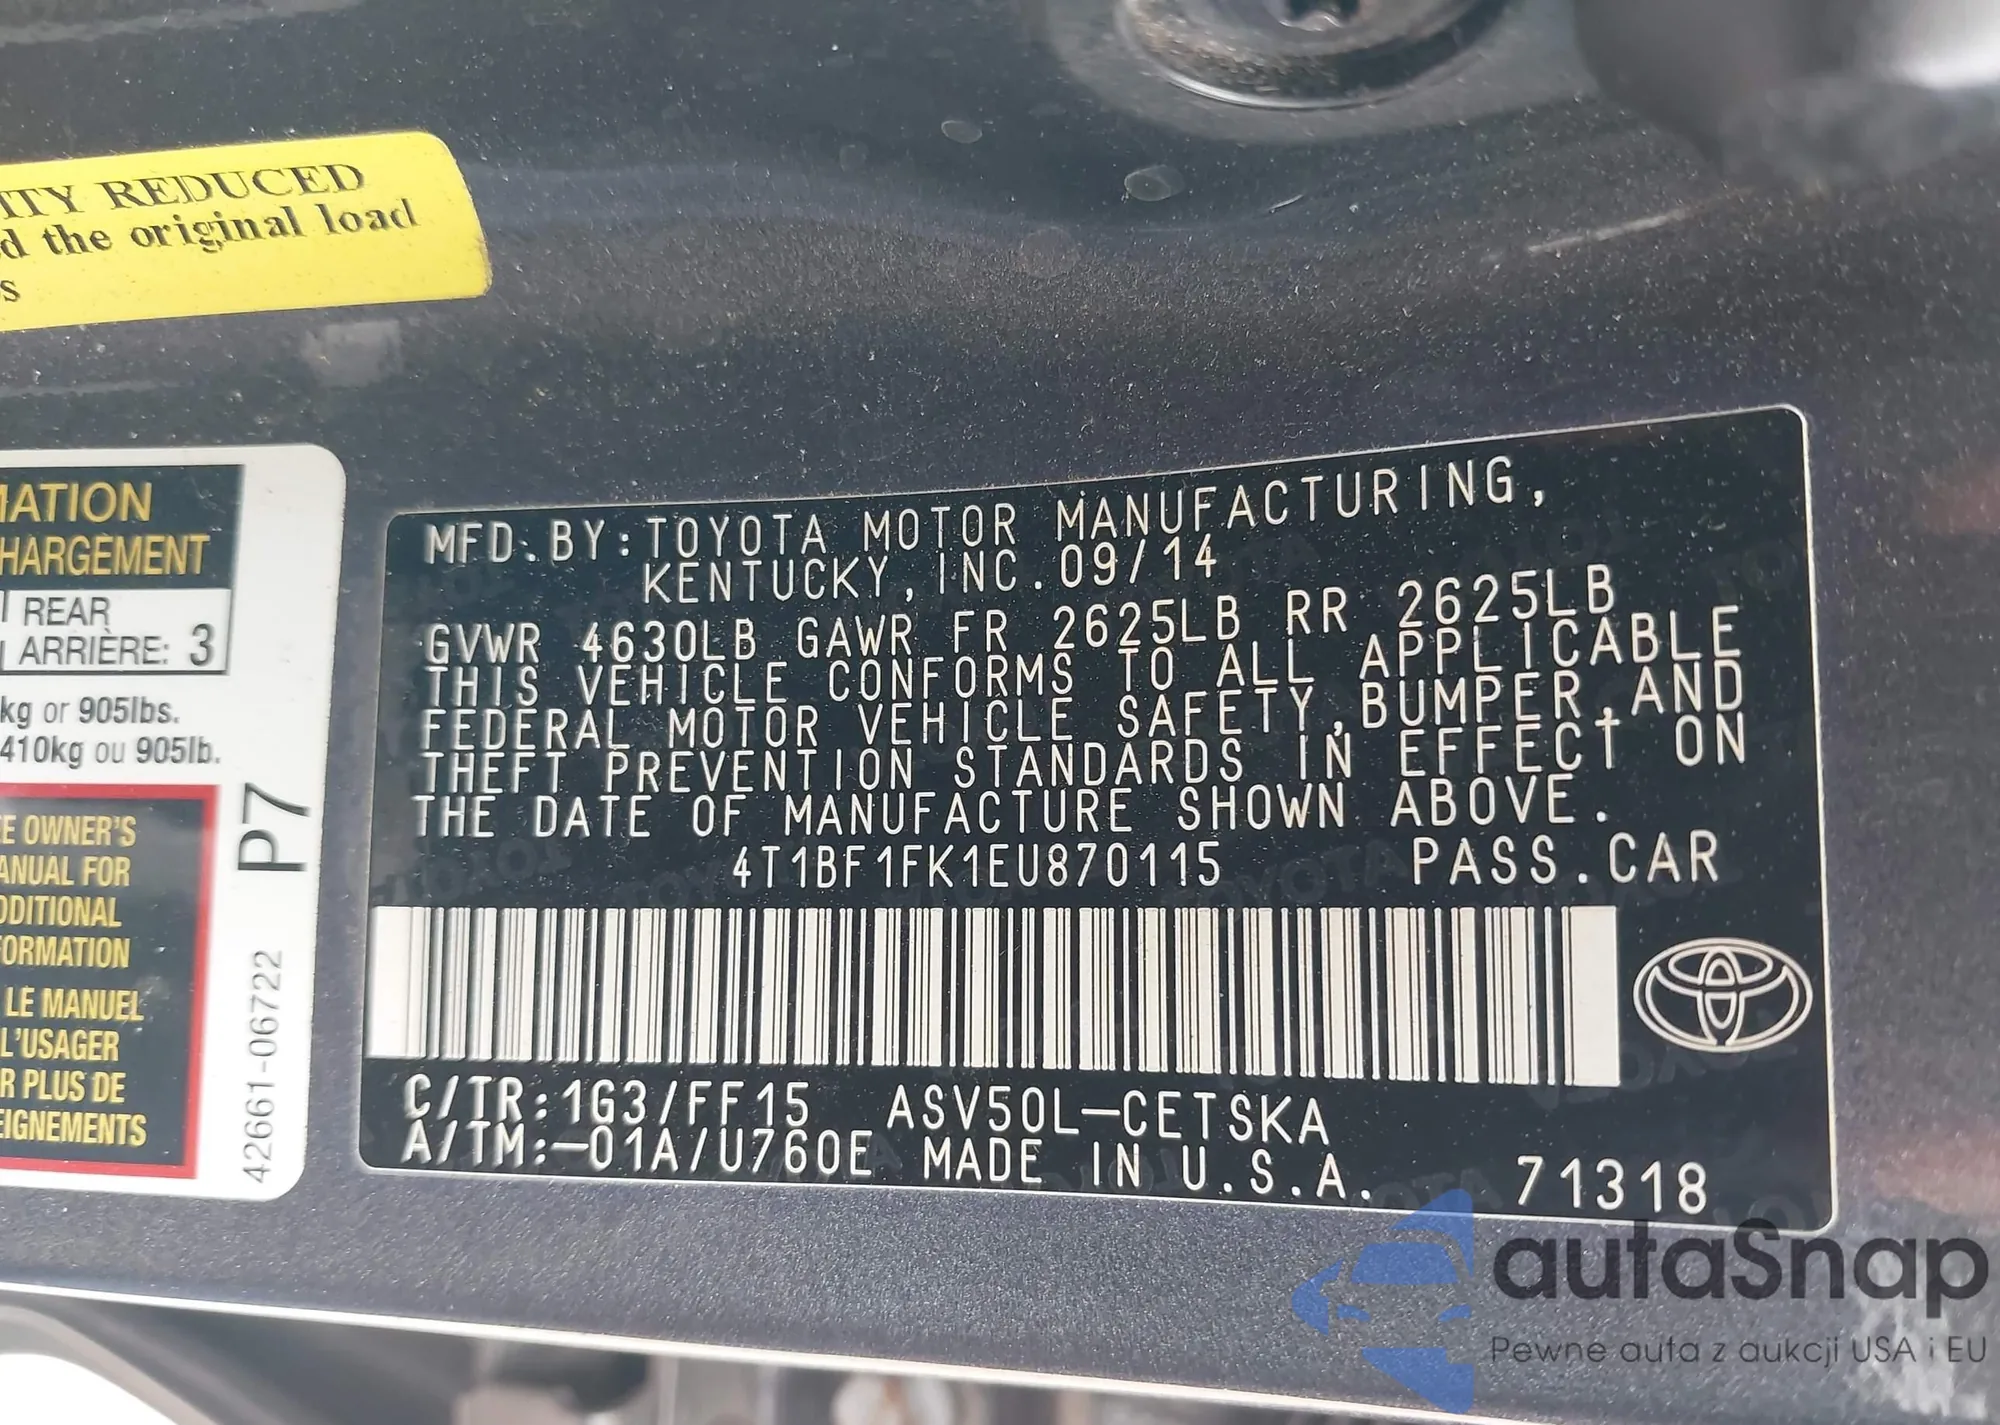 ITY REDUCED
d the original load
s
MATION
HARGEMENT
REAR
ARRIÈRE: 3
kg or 905lbs.
410kg ou 905lb.
EE OWNER'S
MANUAL FOR
ADDITIONAL
FORMATION
LE MANUEL
L'USAGER
R PLUS DE
EIGNEMENTS
P7
42661-06722
MFD.BY:TOYOTA MOTOR MANUFACTURING,
KENTUCKY, INC.09/14
GVWR 4630LB GAWR FR 2625LB RR 2625LB
THIS VEHICLE CONFORMS TO ALL APPLICABLE
FEDERAL MOTOR VEHICLE SAFETY,BUMPER,AND
THEFT PREVENTION STANDARDS IN EFFECT ON
THE DATE OF MANUFACTURE SHOWN ABOVE.
4T1BF1FK1EU870115 PASS.CAR
C/TR:1G3/FF15 ASV50L-CETSKA
A/TM:-01A/U760E MADE IN U.S.A. 71318
autaSnap
Pewne auta z aukcji USA i EU